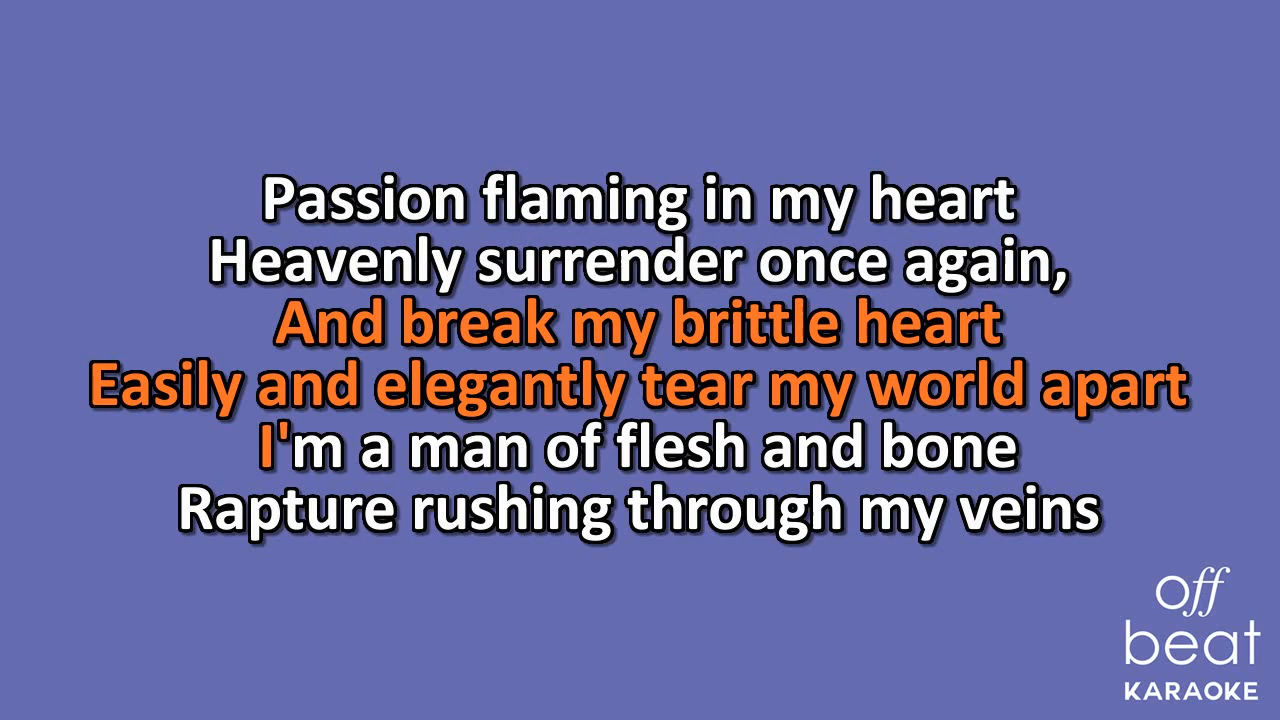 Passion flaming in my heart
Heavenly surrender once again,
And break my brittle heart
Easily and elegantly tear my world apart
I'm a man of flesh and bone
Rapture rushing through my veins
off
beat
KARAOKE